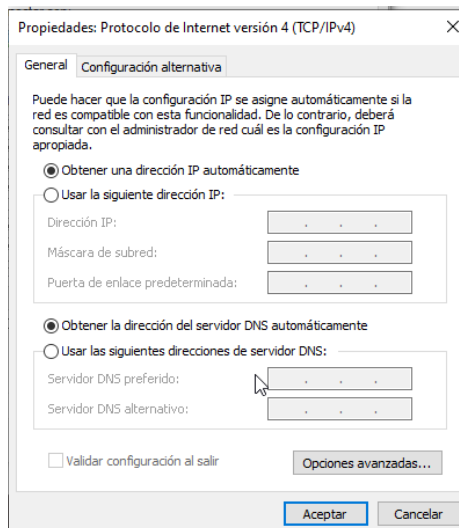 Propiedades: Protocolo de Internet versión 4 (TCP/IPv4)
General
Configuración alternativa
Puede hacer que la configuración IP se asigne automáticamente si la
red es compatible con esta funcionalidad. De lo contrario, deberá
consultar con el administrador de red cuál es la configuración IP
apropiada.
Obtener una dirección IP automáticamente
Usar la siguiente dirección IP:
Dirección IP:
Máscara de subred:
Puerta de enlace predeterminada:
Obtener la dirección del servidor DNS automáticamente
Usar las siguientes direcciones de servidor DNS:
Servidor DNS preferido:
Servidor DNS alternativo:
Validar configuración al salir
Opciones avanzadas...
Aceptar
Cancelar